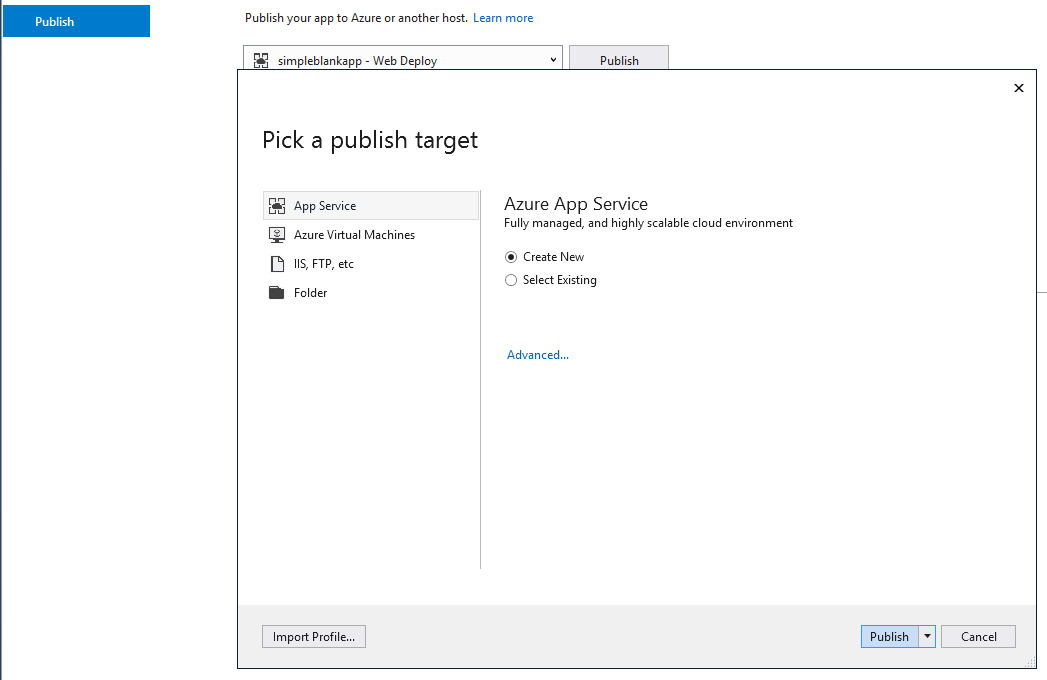 Publish
Publish your app to Azure or another host. Learn more
simpleblankapp - Web Deploy
Publish
Pick a publish target
App Service
Azure Virtual Machines
IIS, FTP, etc
Folder
Azure App Service
Fully managed, and highly scalable cloud environment
Create New
Select Existing
Advanced...
Import Profile...
Publish
Cancel